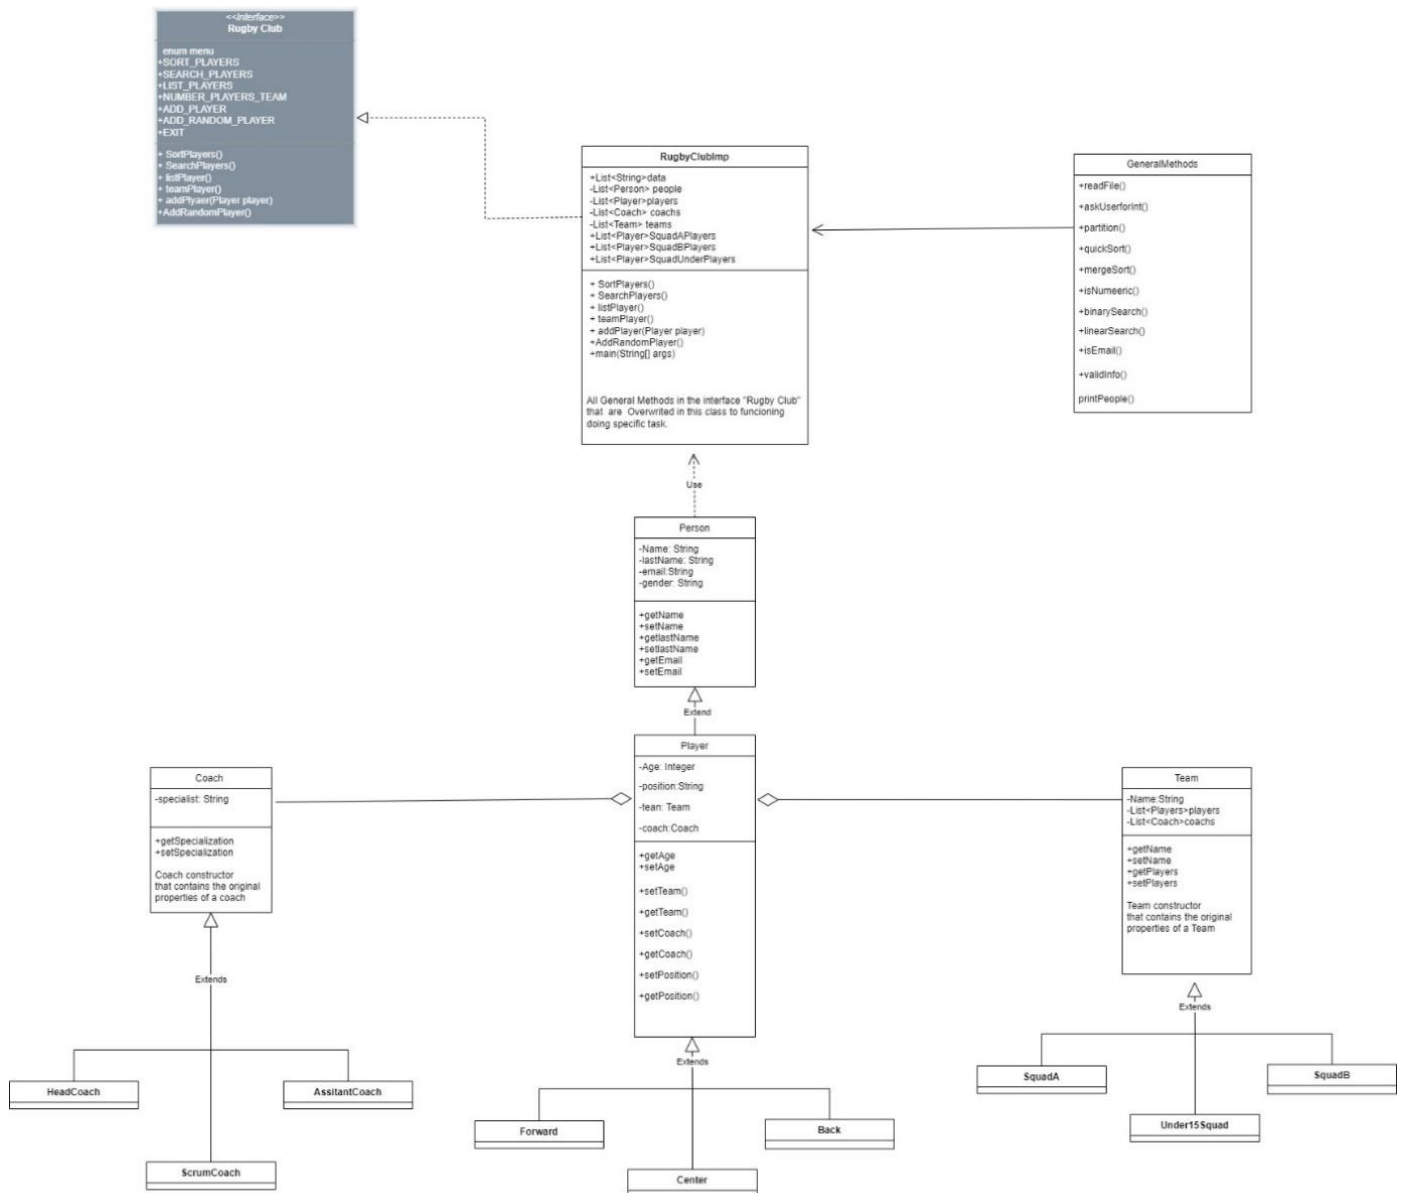 <<Interface>>
Rugby Club
enum menu
+SORT_PLAYERS
+SEARCH_PLAYERS
+LIST_PLAYERS
+NUMBER_PLAYERS_TEAM
+ADD_PLAYER
+ADD_RANDOM_PLAYER
+EXIT
+ SortPlayers()
+ SearchPlayers()
+ listPlayer()
+ teamPlayer()
+ addPlyaer(Player player)
+AddRandomPlayer()
RugbyClubImp
+List<String>data
-List<Person> people
-List<Player>players
-List<Coach> coachs
-List<Team> teams
+List<Player>SquadAPlayers
+List<Player>SquadBPlayers
+List<Player>SquadUnderPlayers
+ SortPlayers()
+ SearchPlayers()
+ listPlayer()
+ teamPlayer()
+ addPlayer(Player player)
+AddRandomPlayer()
+main(String[] args)
All General Methods in the interface "Rugby Club"
that are Overwrited in this class to funcioning
doing specific task.
GeneralMethods
+readFile()
+askUserforInt()
+partition()
+quickSort()
+mergeSort()
+isNumeeric()
+binarySearch()
+linearSearch()
+isEmail()
+validInfo()
printPeople()
Use
Person
-Name: String
-lastName: String
-email:String
-gender: String
+getName
+setName
+getlastName
+setlastName
+getEmail
+setEmail
Extend
Player
-Age: Integer
-position:String
-tean: Team
-coach:Coach
+getAge
+setAge
+setTeam()
+getTeam()
+setCoach()
+getCoach()
+setPosition()
+getPosition()
Coach
-specialist: String
+getSpecialization
+setSpecialization
Coach constructor
that contains the original
properties of a coach
Team
-Name:String
-List<Players>players
-List<Coach>coachs
+getName
+setName
+getPlayers
+setPlayers
Team constructor
that contains the original
properties of a Team
Extends
HeadCoach
AssitantCoach
ScrumCoach
Extends
Forward
Back
Center
Extends
SquadA
SquadB
Under15Squad